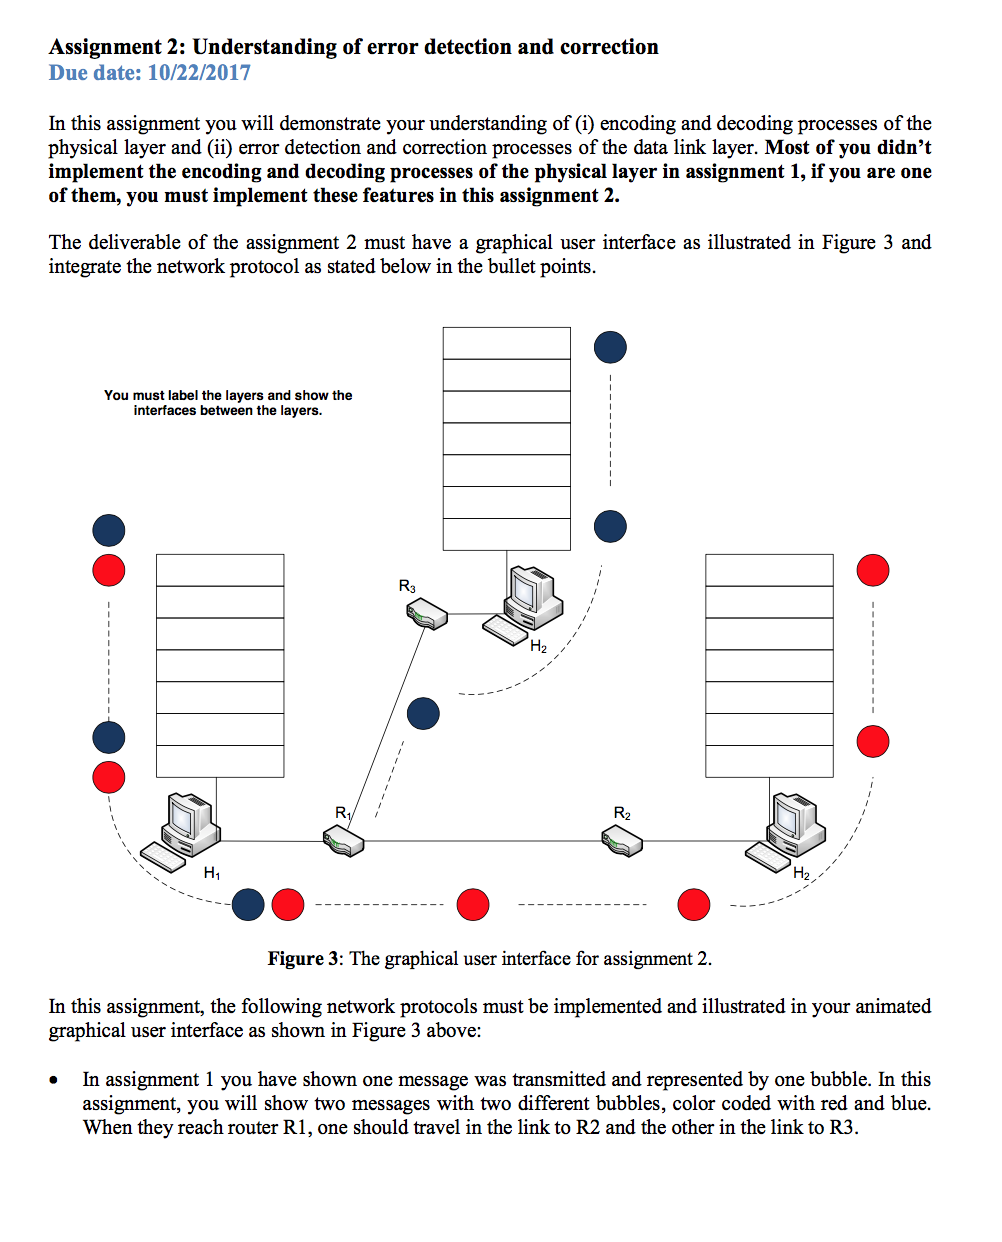 Assignment 2: Understanding of error detection and correction
Due date: 10/22/2017
In this assignment you will demonstrate your understanding of (i) encoding and decoding processes of the
physical layer and (ii) error detection and correction processes of the data link layer. Most of you didn't
implement the encoding and decoding processes of the physical layer in assignment 1, if you are one
of them, you must implement these features in this assignment 2.
The deliverable of the assignment 2 must have a graphical user interface as illustrated in Figure 3 and
integrate the network protocol as stated below in the bullet points.
You must label the layers and show the
interfaces between the layers.
R3
H2
R1
R2
H1
H2
Figure 3: The graphical user interface for assignment 2.
In this assignment, the following network protocols must be implemented and illustrated in your animated
graphical user interface as shown in Figure 3 above:
• In assignment 1 you have shown one message was transmitted and represented by one bubble. In this
assignment, you will show two messages with two different bubbles, color coded with red and blue.
When they reach router R1, one should travel in the link to R2 and the other in the link to R3.